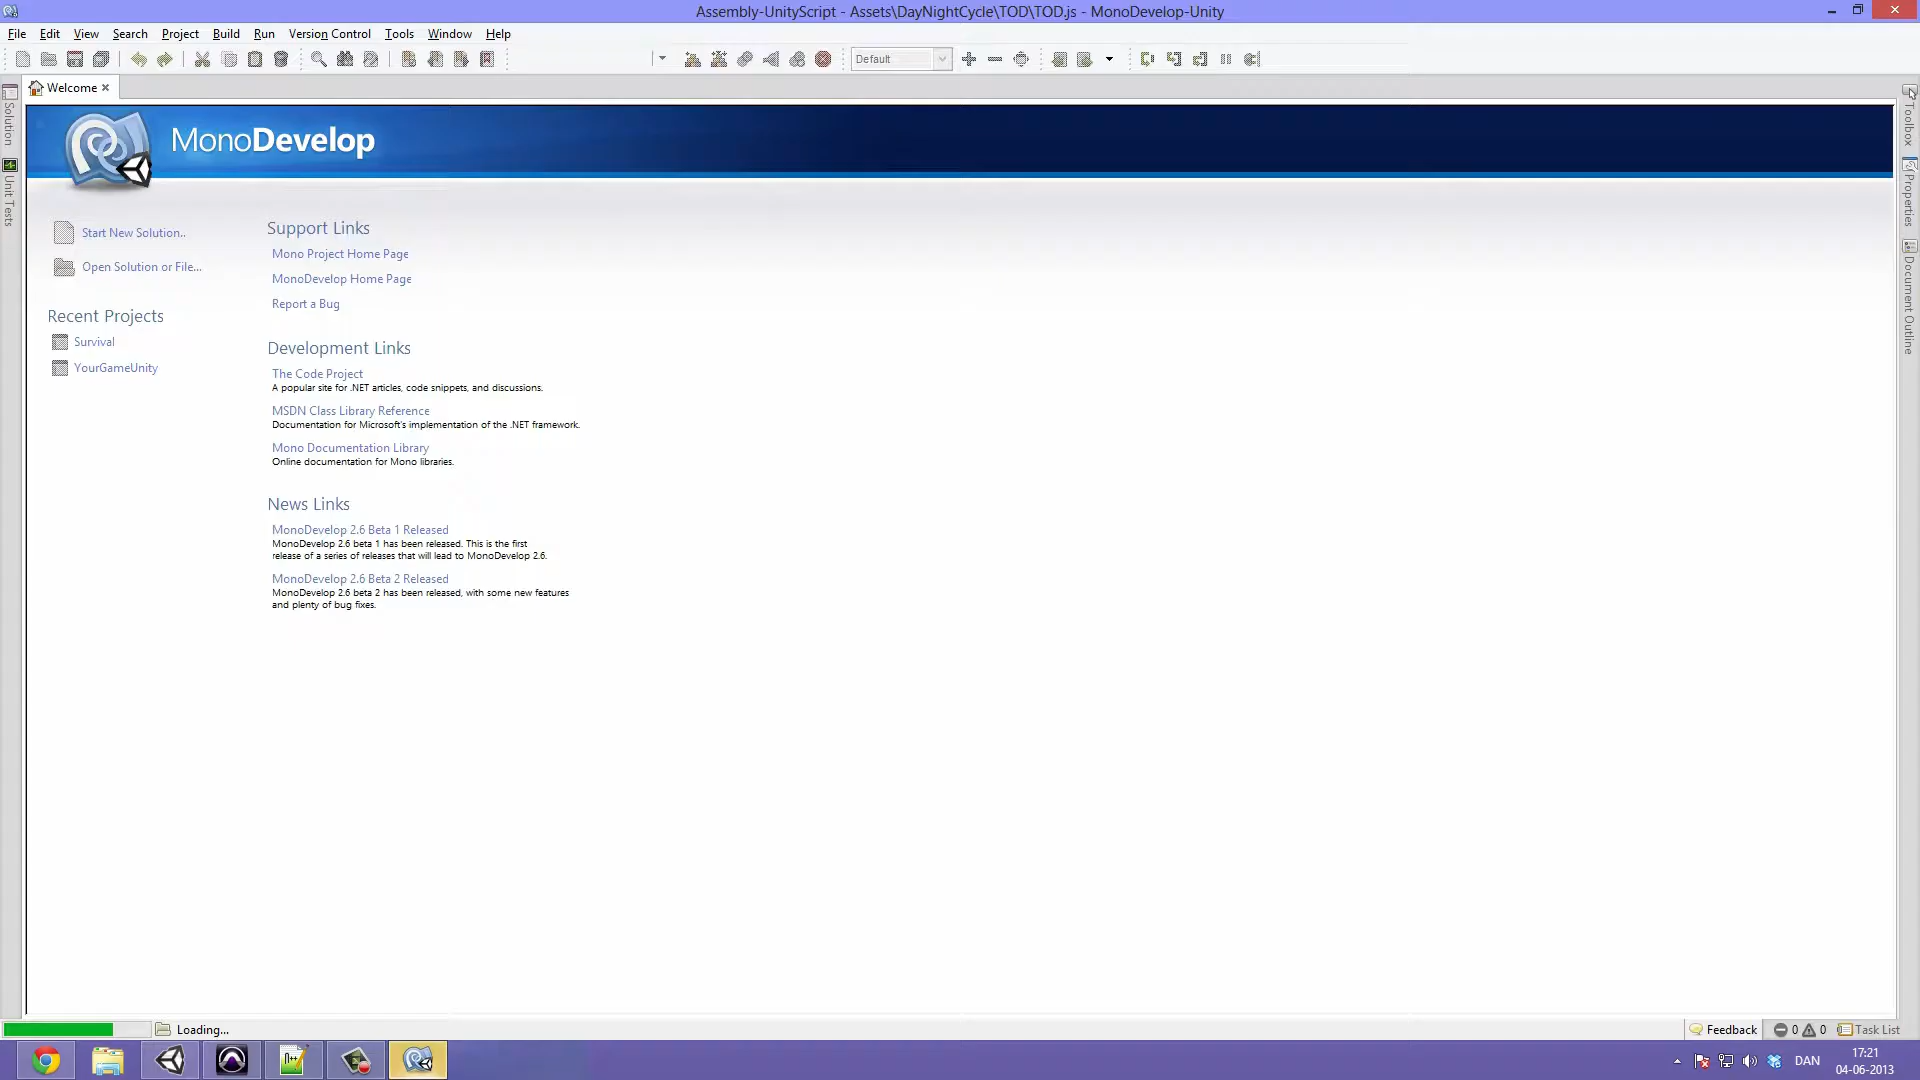 Assembly-UnityScript - Assets\DayNightCycle\TOD\TOD.js - MonoDevelop-Unity
File Edit View Search Project Build Run Version Control Tools Window Help
Default
Welcome
Solution
Unit Tests
Toolbox
Properties
Document Outline
MonoDevelop
Start New Solution..
Open Solution or File...
Recent Projects
Survival
YourGameUnity
Support Links
Mono Project Home Page
MonoDevelop Home Page
Report a Bug
Development Links
The Code Project
A popular site for .NET articles, code snippets, and discussions.
MSDN Class Library Reference
Documentation for Microsoft's implementation of the .NET framework.
Mono Documentation Library
Online documentation for Mono libraries.
News Links
MonoDevelop 2.6 Beta 1 Released
MonoDevelop 2.6 beta 1 has been released. This is the first
release of a series of releases that will lead to MonoDevelop 2.6.
MonoDevelop 2.6 Beta 2 Released
MonoDevelop 2.6 beta 2 has been released, with some new features
and plenty of bug fixes.
Loading...
Feedback 0 0 Task List
DAN
17:21
04-06-2013